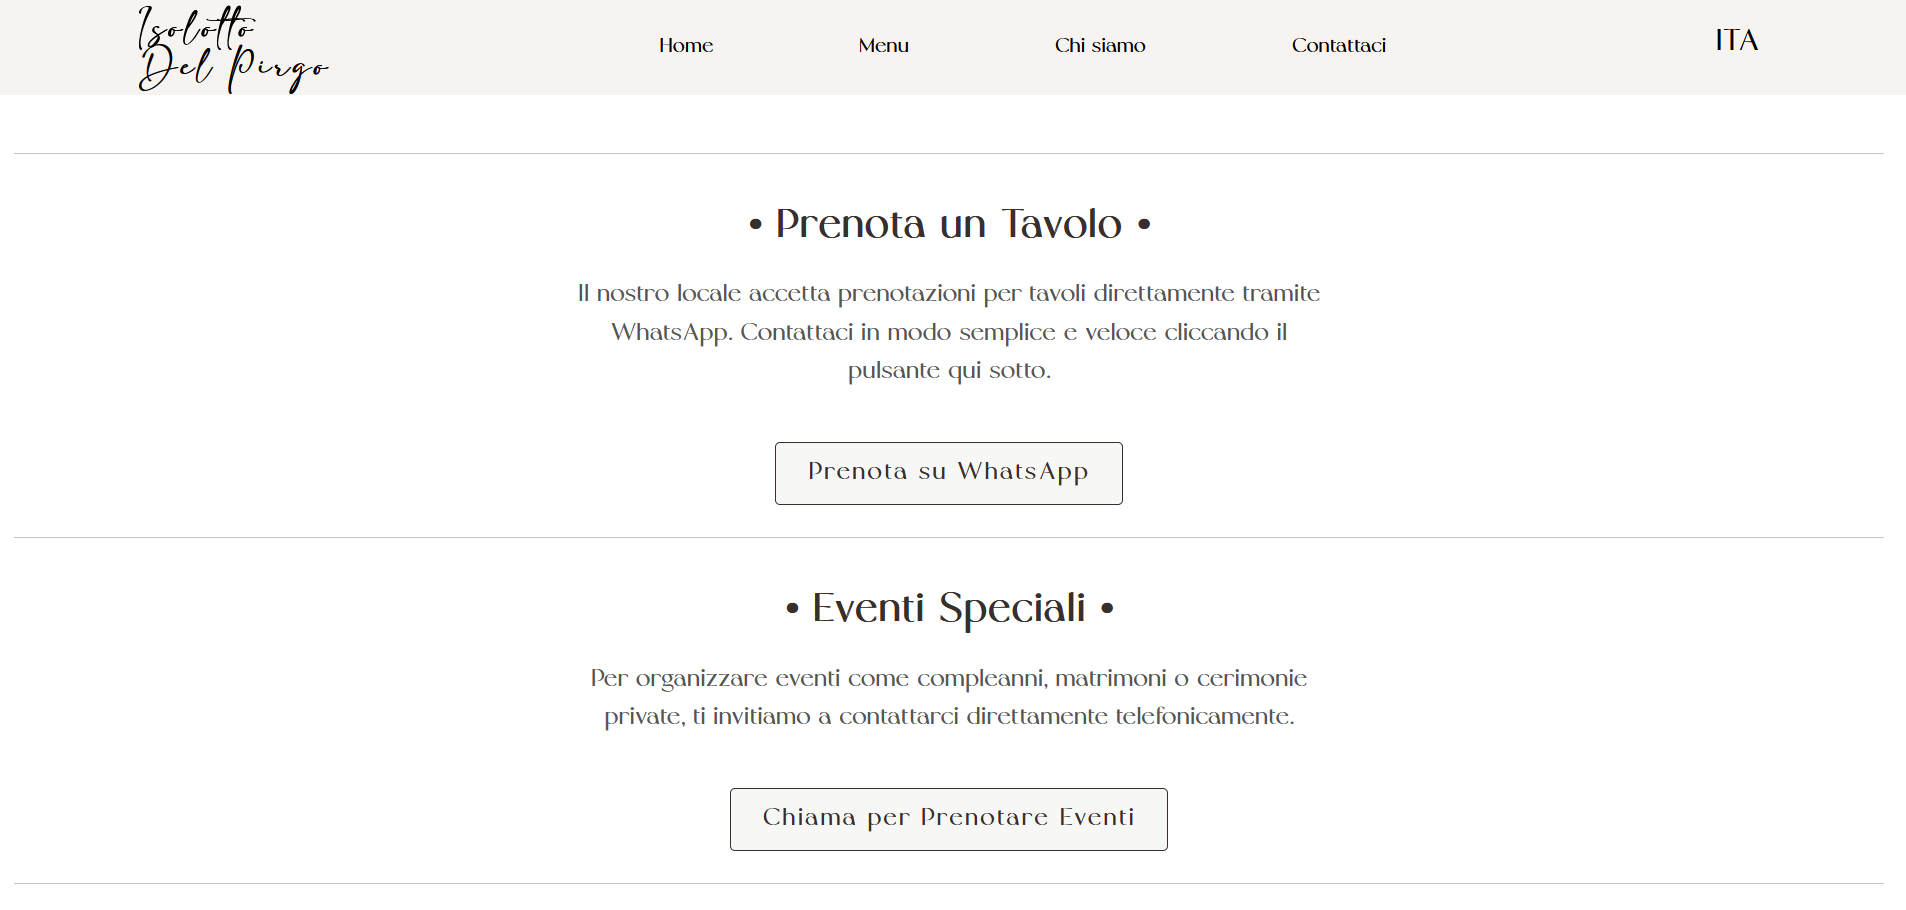 Isolotto
Del Pirgo
Home
Menu
Chi siamo
Contattaci
ITA
• Prenota un Tavolo •
Il nostro locale accetta prenotazioni per tavoli direttamente tramite
WhatsApp. Contattaci in modo semplice e veloce cliccando il
pulsante qui sotto.
Prenota su WhatsApp
• Eventi Speciali •
Per organizzare eventi come compleanni, matrimoni o cerimonie
private, ti invitiamo a contattarci direttamente telefonicamente.
Chiama per Prenotare Eventi